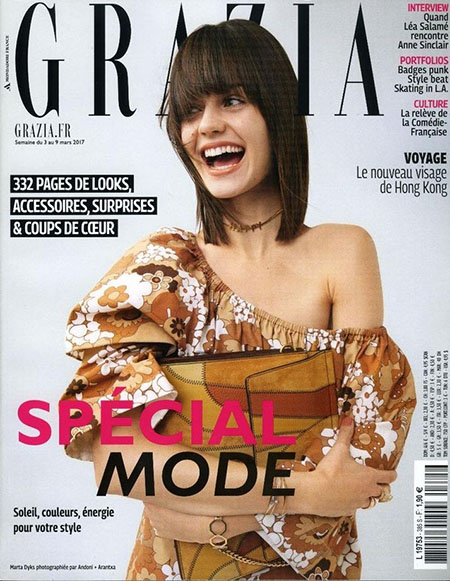 GRAZIA
A MONDADORI FRANCE
GRAZIA.FR
Semaine du 3 au 9 mars 2017
INTERVIEW
Quand
Léa Salamé
rencontre
Anne Sinclair
PORTFOLIOS
Badges punk
Style beat
Skating in L.A.
CULTURE
La relève de
la Comédie-
Française
VOYAGE
Le nouveau visage
de Hong Kong
332 PAGES DE LOOKS,
ACCESSOIRES, SURPRISES
& COUPS DE CŒUR
SPÉCIAL
MODE
Soleil, couleurs, énergie
pour votre style
Marta Dyks photographiée par Andoni + Arantxa
1,90 €